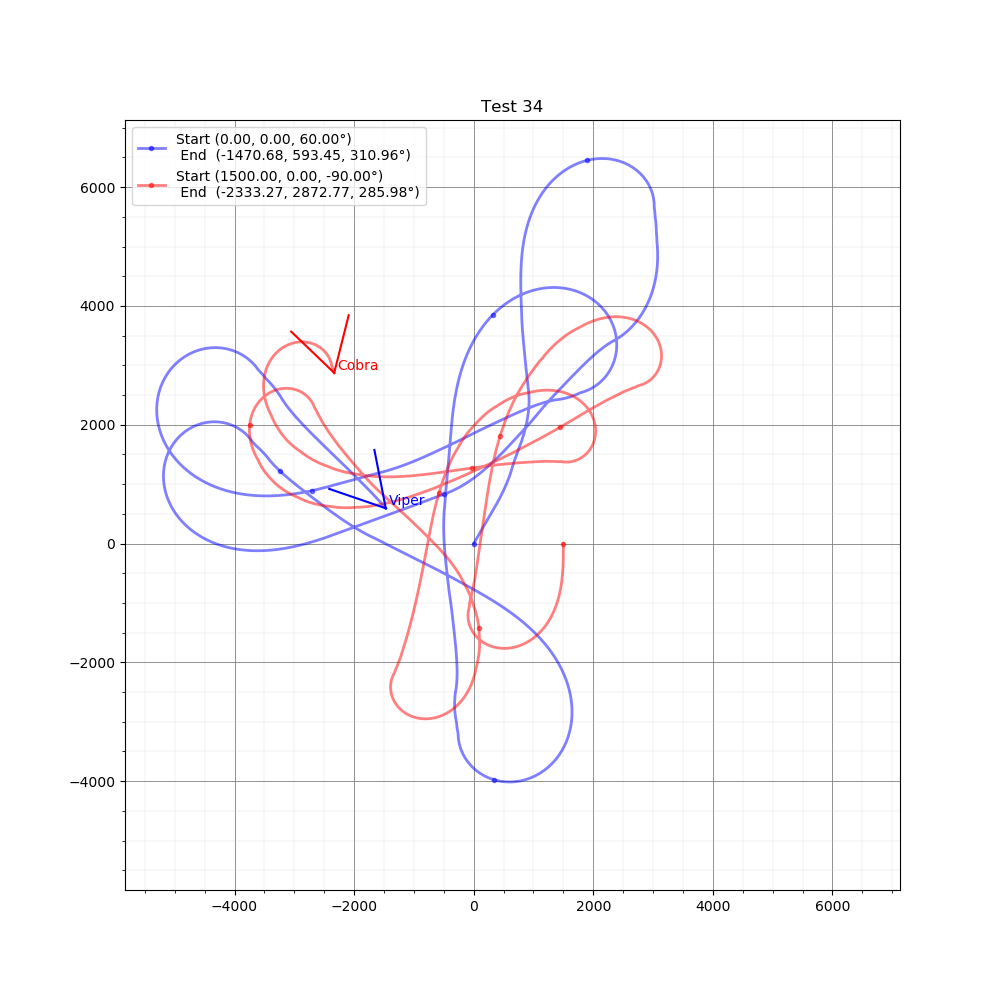 Test 34
Start (0.00, 0.00, 60.00°)
End (-1470.68, 593.45, 310.96°)
Start (1500.00, 0.00, -90.00°)
End (-2333.27, 2872.77, 285.98°)
6000
4000
Cobra
2000
Viper
0
−2000
−4000
−4000 −2000 0 2000 4000 6000